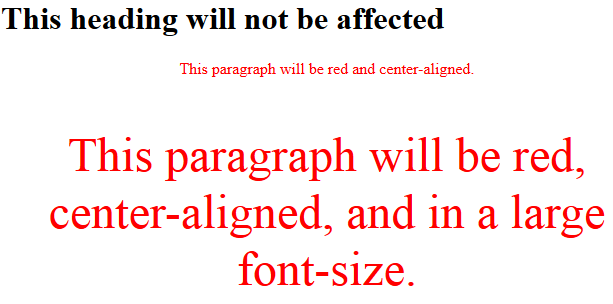 This heading will not be affected
This paragraph will be red and center-aligned.
This paragraph will be red,
center-aligned, and in a large
font-size.